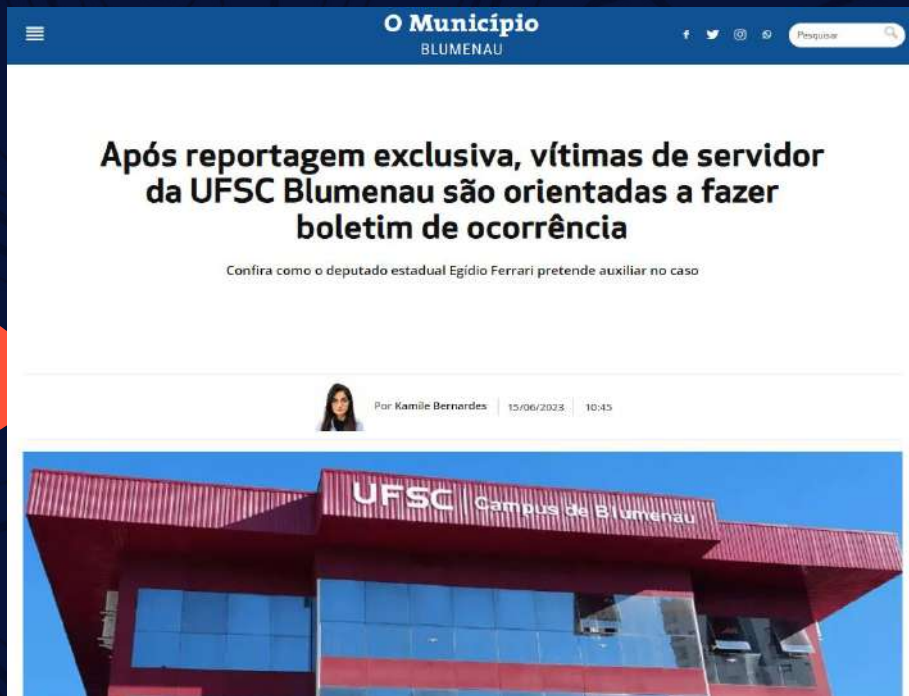 O Município
BLUMENAU
Pesquisar
Após reportagem exclusiva, vítimas de servidor
da UFSC Blumenau são orientadas a fazer
boletim de ocorrência
Confira como o deputado estadual Egídio Ferrari pretende auxiliar no caso
Por Kamile Bernardes 15/06/2023 10:45
UFSC Campus de Blumenau